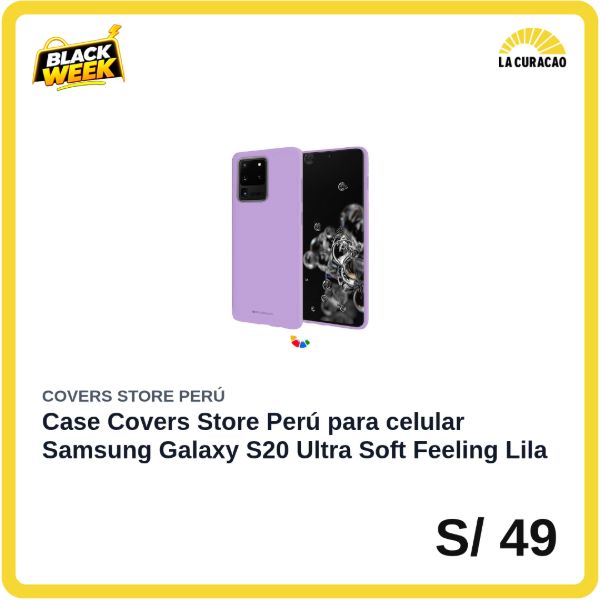 BLACK
WEEK
LA CURACAO
COVERS STORE PERÚ
Case Covers Store Perú para celular
Samsung Galaxy S20 Ultra Soft Feeling Lila
S/ 49